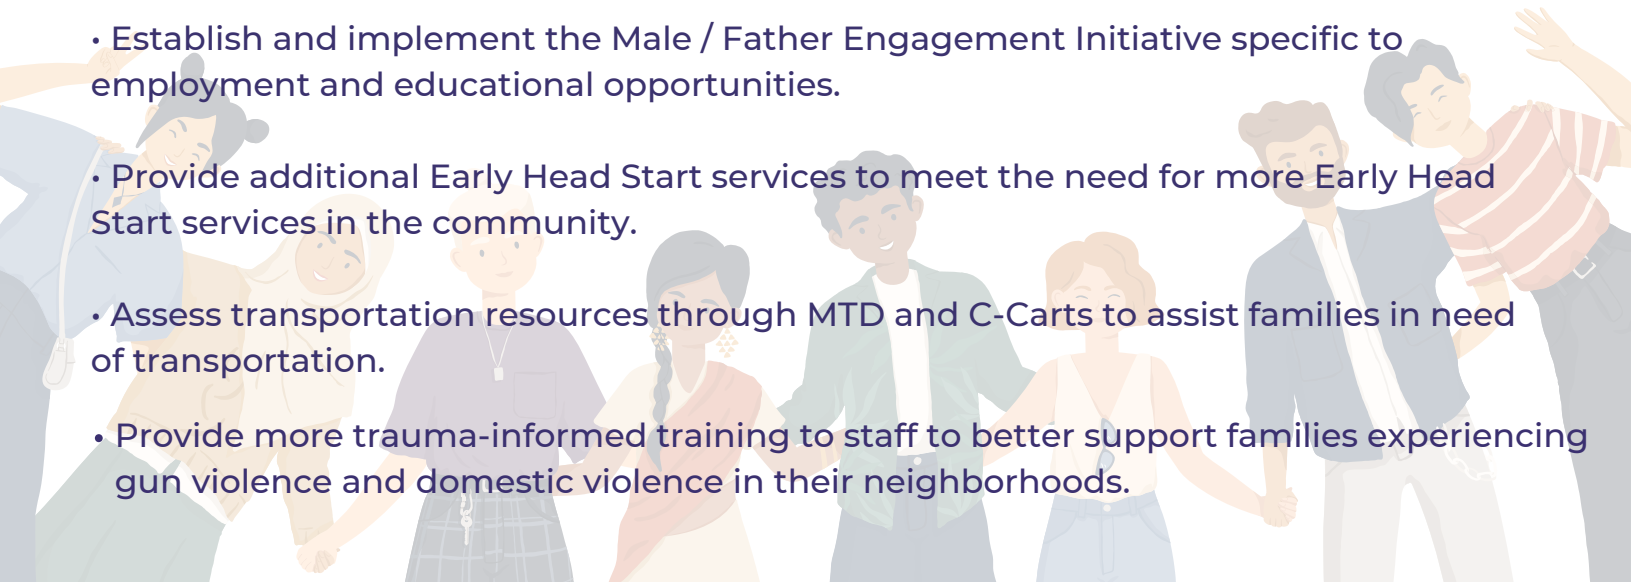 • Establish and implement the Male / Father Engagement Initiative specific to
employment and educational opportunities.
• Provide additional Early Head Start services to meet the need for more Early Head
Start services in the community.
• Assess transportation resources through MTD and C-Carts to assist families in need
of transportation.
• Provide more trauma-informed training to staff to better support families experiencing
gun violence and domestic violence in their neighborhoods.